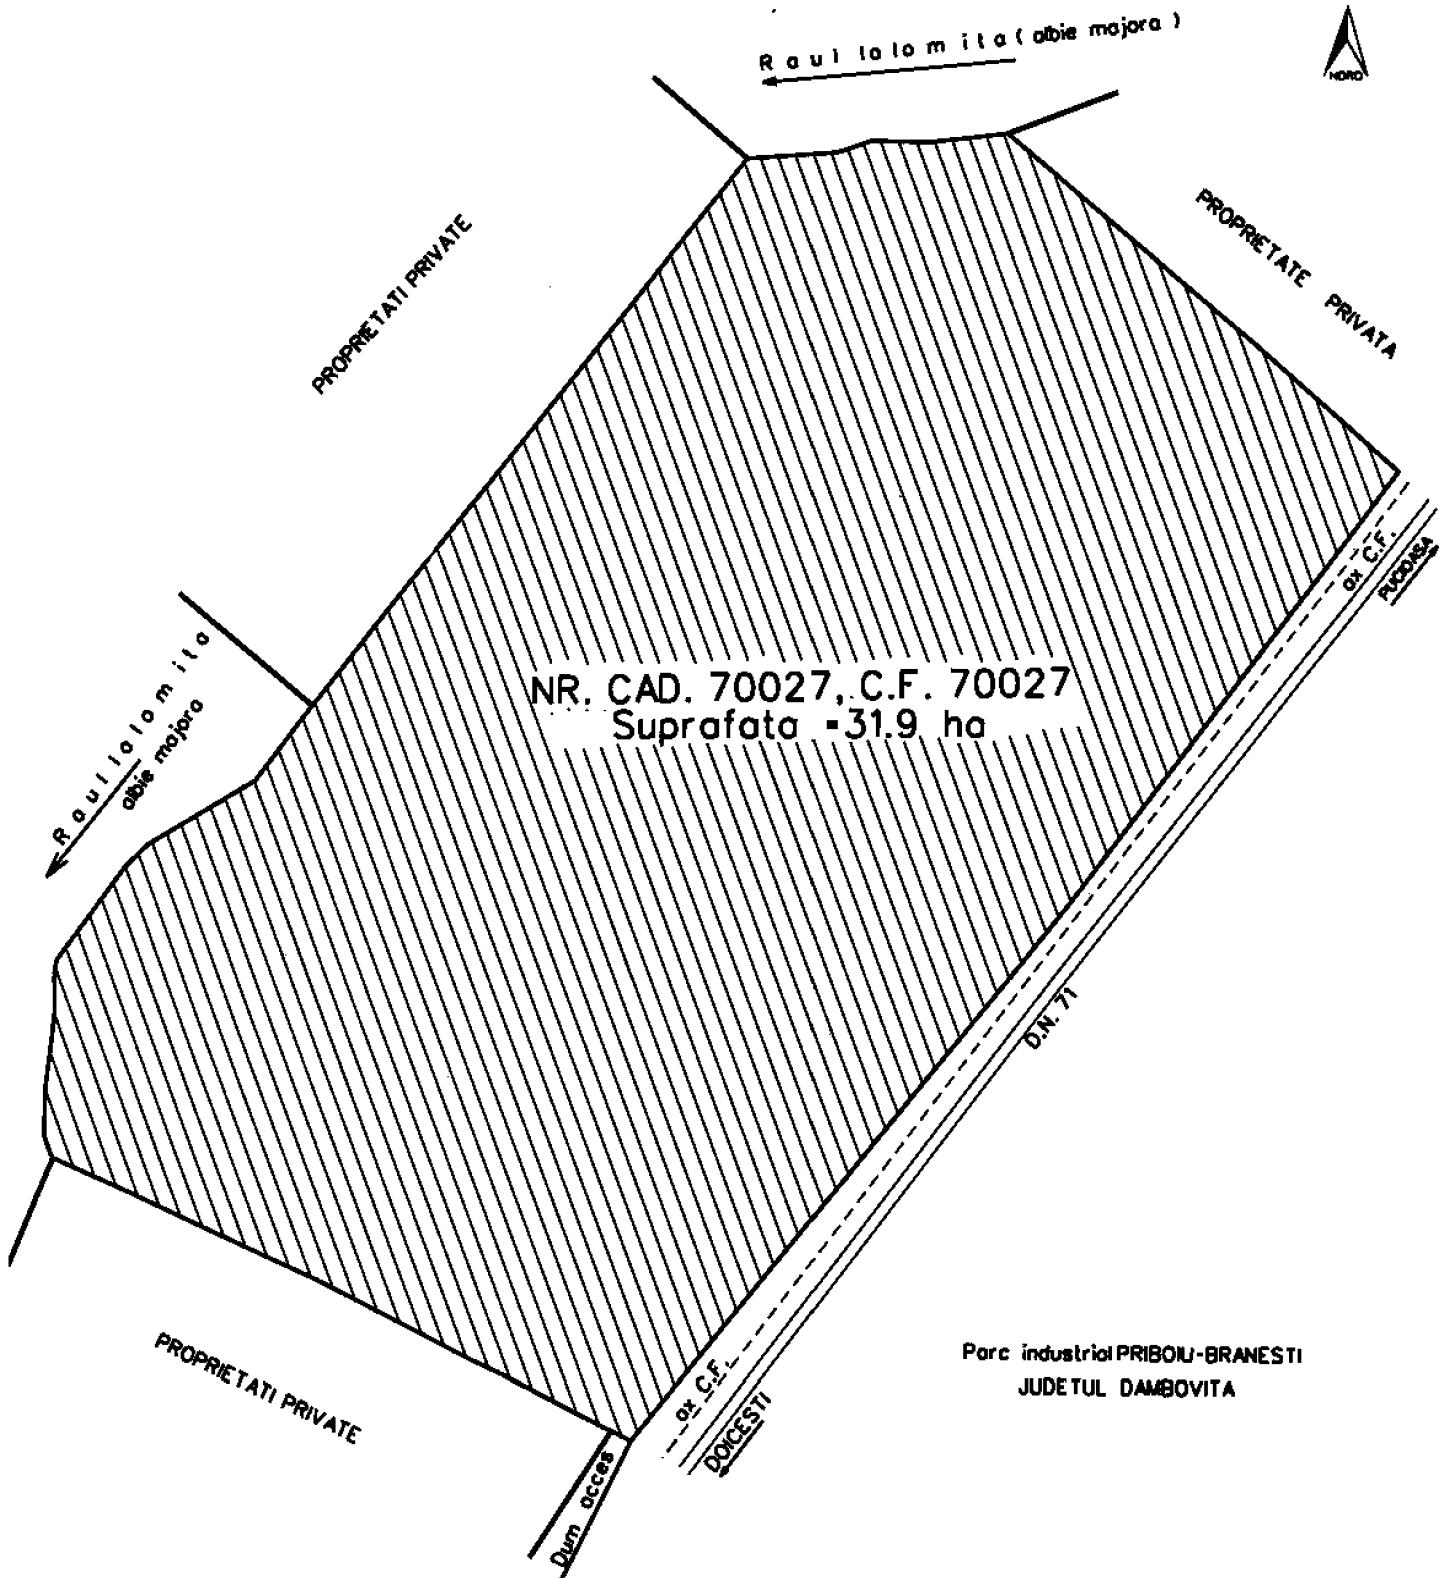 Raul Ialomita ( albie majora )
NORD
PROPRIETATI PRIVATE
PROPRIETATE PRIVATA
ax C.F.
PUCIOASA
Raul Ialomita
albie majora
NR. CAD. 70027, C.F. 70027
Suprafata = 31.9 ha
D.N. 71
PROPRIETATI PRIVATE
ax C.F.
DOICESTI
Parc industrial PRIBOIU-BRANESTI
JUDETUL DAMBOVITA
Dum acces